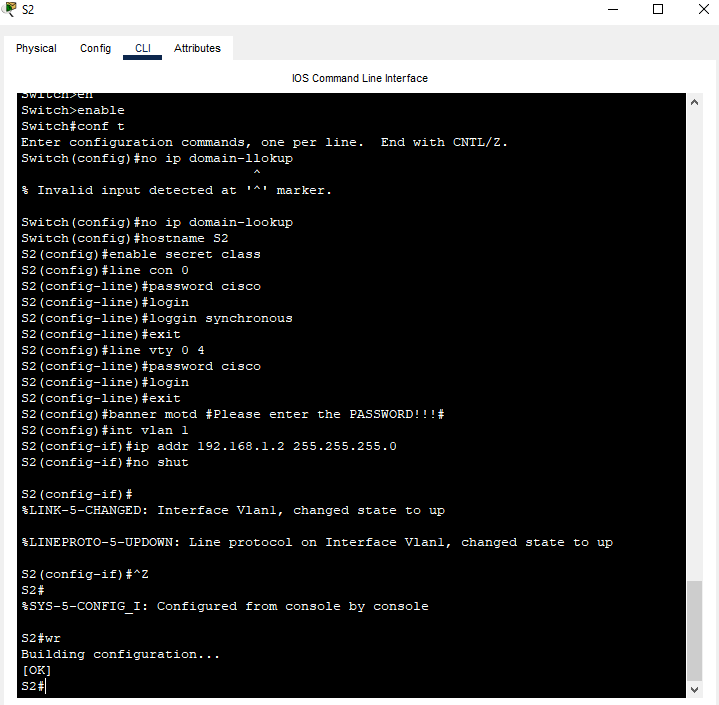 S2
Physical Config CLI Attributes
IOS Command Line Interface
Switch>en
Switch>enable
Switch#conf t
Enter configuration commands, one per line.  End with CNTL/Z.
Switch(config)#no ip domain-llokup
^
% Invalid input detected at '^' marker.
Switch(config)#no ip domain-lookup
Switch(config)#hostname S2
S2(config)#enable secret class
S2(config)#line con 0
S2(config-line)#password cisco
S2(config-line)#login
S2(config-line)#loggin synchronous
S2(config-line)#exit
S2(config)#line vty 0 4
S2(config-line)#password cisco
S2(config-line)#login
S2(config-line)#exit
S2(config)#banner motd #Please enter the PASSWORD!!!#
S2(config)#int vlan 1
S2(config-if)#ip addr 192.168.1.2 255.255.255.0
S2(config-if)#no shut
S2(config-if)#
%LINK-5-CHANGED: Interface Vlan1, changed state to up
%LINEPROTO-5-UPDOWN: Line protocol on Interface Vlan1, changed state to up
S2(config-if)#^Z
S2#
%SYS-5-CONFIG_I: Configured from console by console
S2#wr
Building configuration...
[OK]
S2#